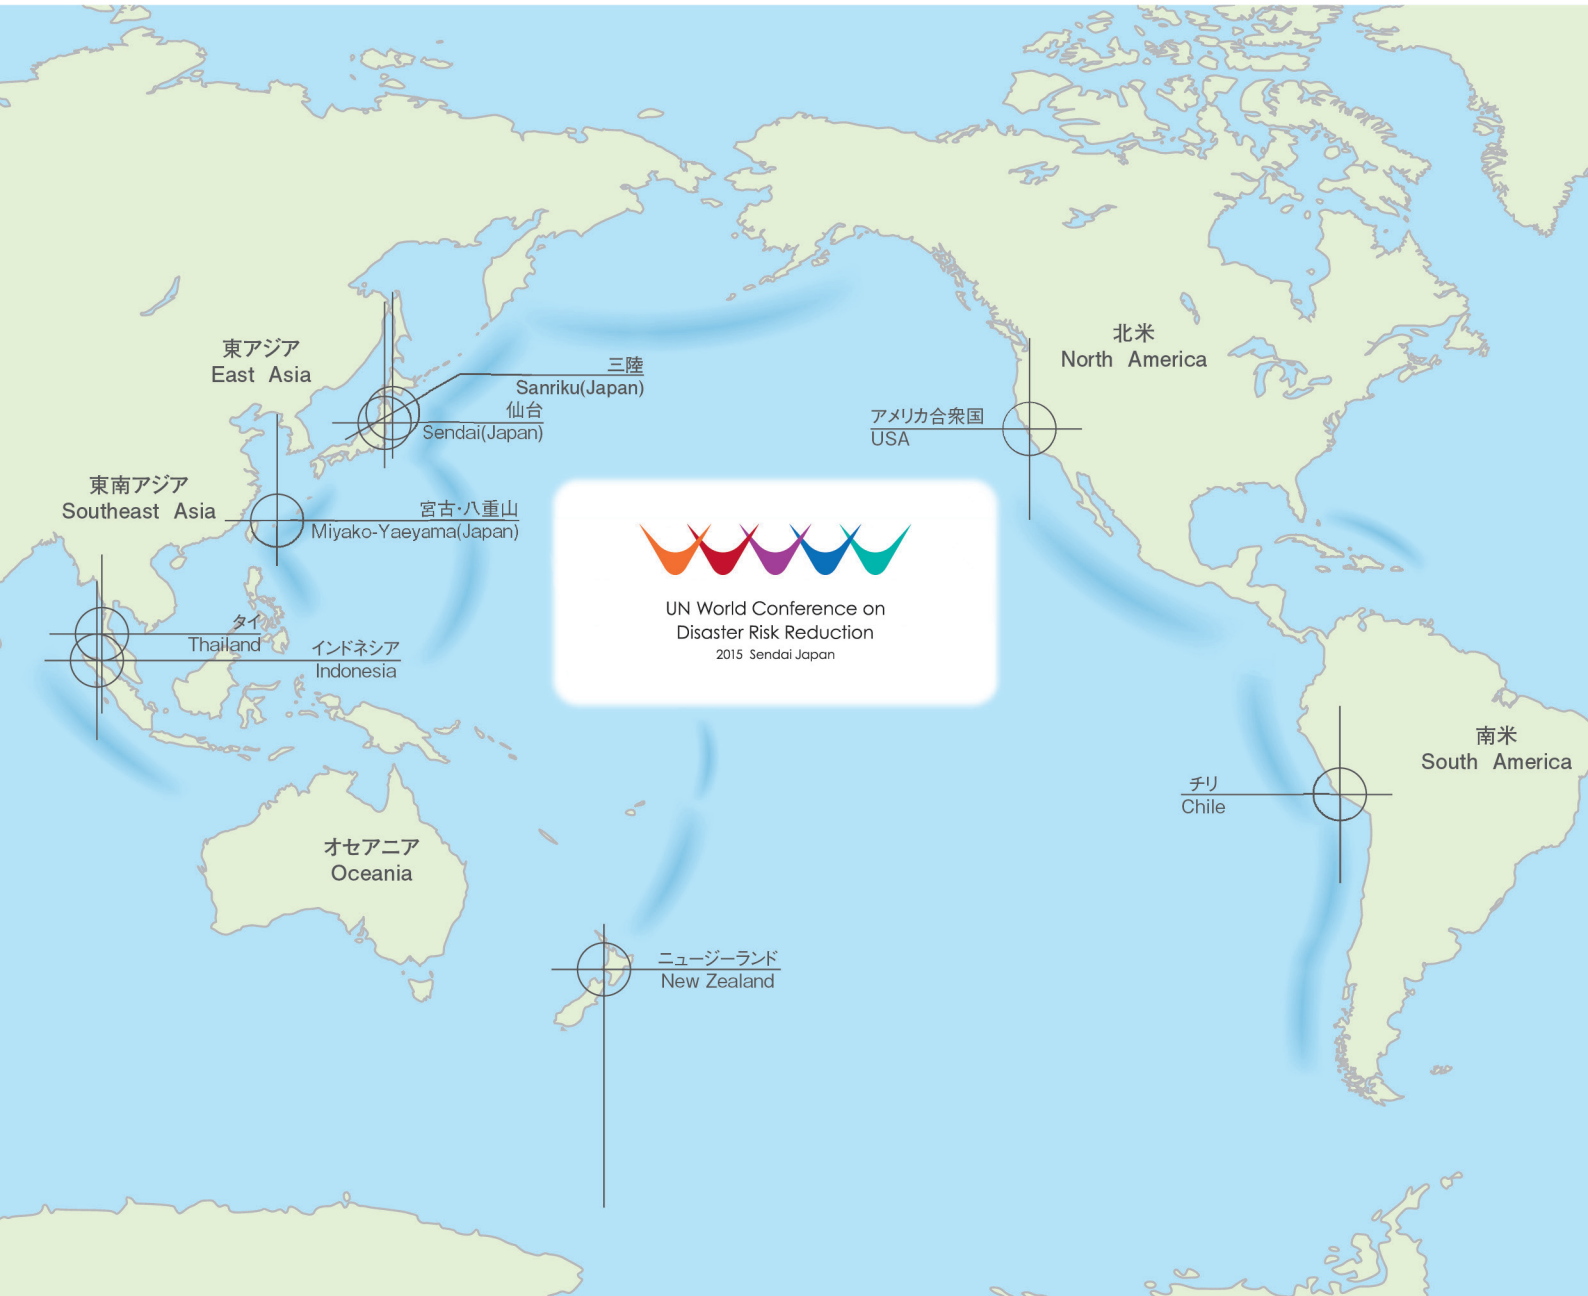 東アジア
East Asia
三陸
Sanriku(Japan)
仙台
Sendai(Japan)
北米
North America
アメリカ合衆国
USA
東南アジア
Southeast Asia
宮古・八重山
Miyako-Yaeyama(Japan)
UN World Conference on
Disaster Risk Reduction
2015 Sendai Japan
タイ
Thailand
インドネシア
Indonesia
南米
South America
チリ
Chile
オセアニア
Oceania
ニュージーランド
New Zealand